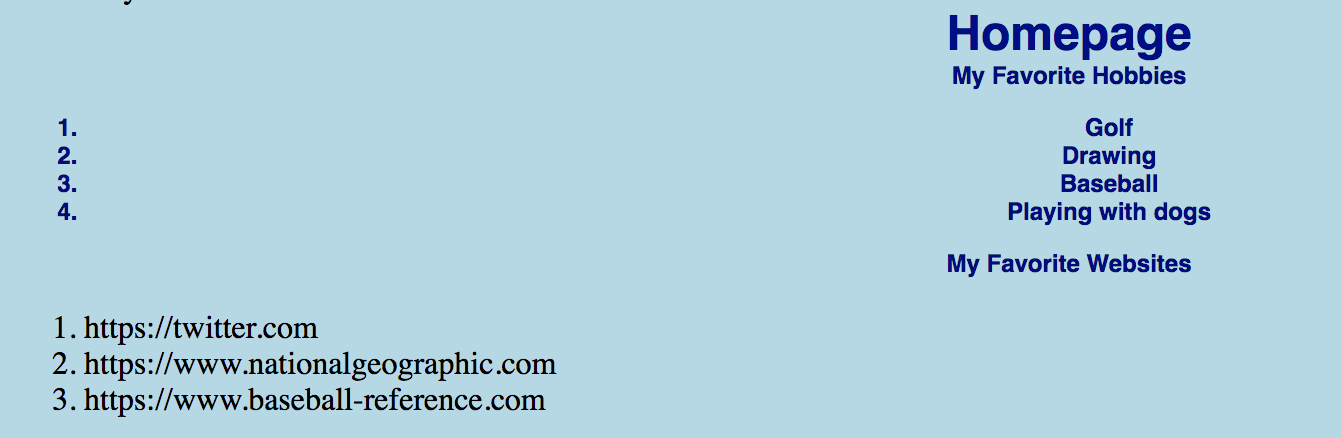 Homepage
My Favorite Hobbies
1. Golf
2. Drawing
3. Baseball
4. Playing with dogs
My Favorite Websites
1. https://twitter.com
2. https://www.nationalgeographic.com
3. https://www.baseball-reference.com